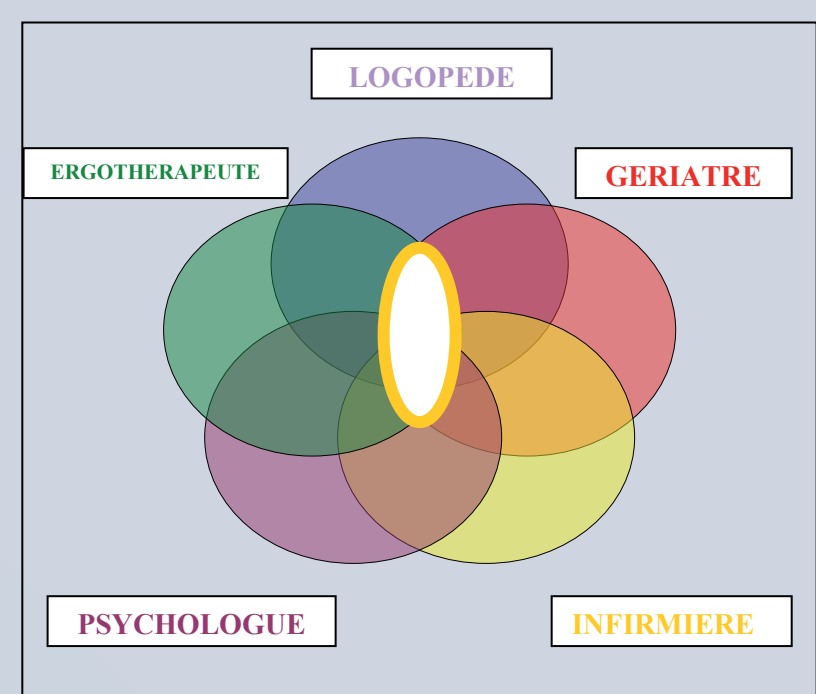 LOGOPEDE
ERGOTHERAPEUTE
GERIATRE
PSYCHOLOGUE
INFIRMIERE